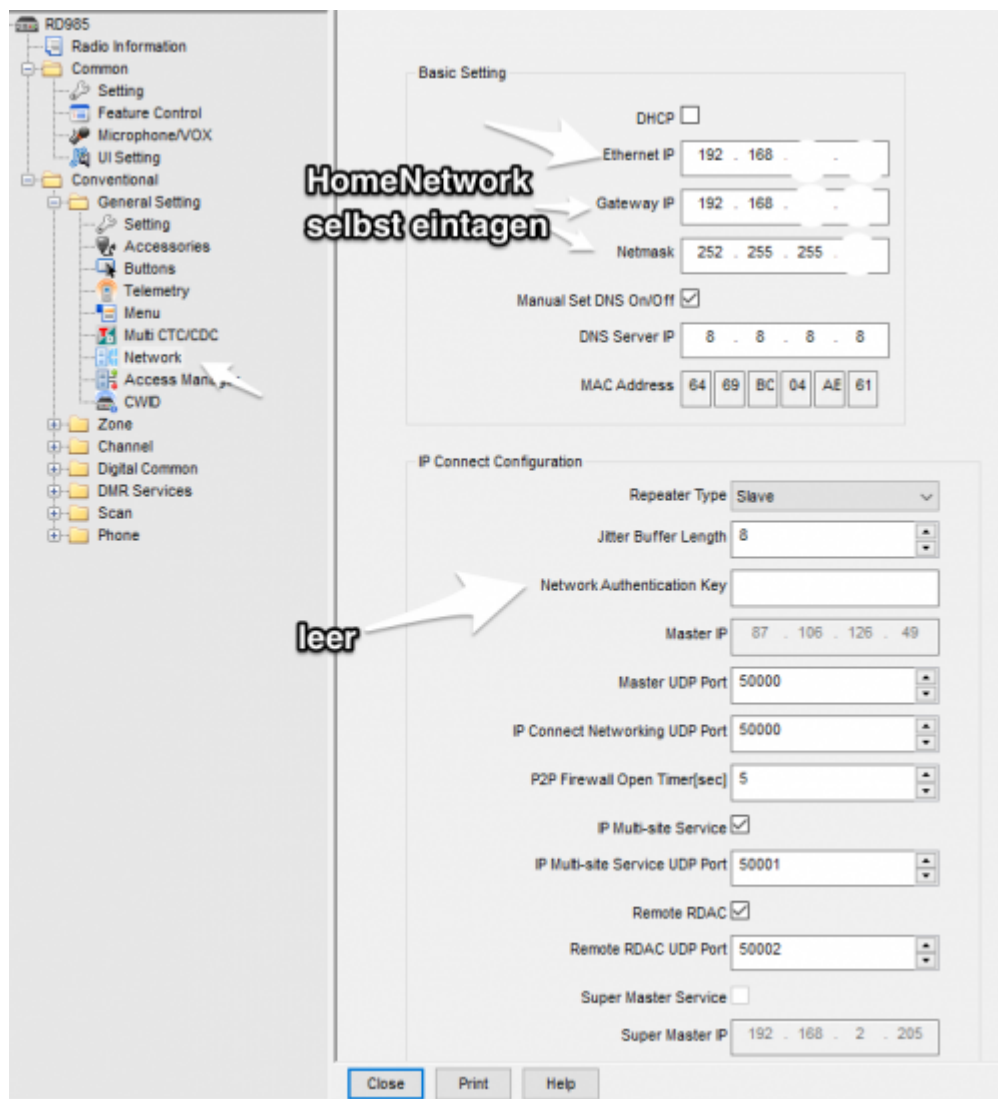 RD985
Radio Information
Common
Setting
Feature Control
Microphone/VOX
UI Setting
Conventional
General Setting
Setting
Accessories
Buttons
Telemetry
Menu
Multi CTC/CDC
Network
Access Manager
CWID
Zone
Channel
Digital Common
DMR Services
Scan
Phone
HomeNetwork
selbst eintagen
leer
Basic Setting
DHCP
Ethernet IP 192 . 168 . .
Gateway IP 192 . 168 . .
Netmask 252 . 255 . 255 .
Manual Set DNS On/Off
DNS Server IP 8 . 8 . 8 . 8
MAC Address 64 69 BC 04 AE 61
IP Connect Configuration
Repeater Type Slave
Jitter Buffer Length 8
Network Authentication Key
Master IP 87 . 106 . 126 . 49
Master UDP Port 50000
IP Connect Networking UDP Port 50000
P2P Firewall Open Timer[sec] 5
IP Multi-site Service
IP Multi-site Service UDP Port 50001
Remote RDAC
Remote RDAC UDP Port 50002
Super Master Service
Super Master IP 192 . 168 . 2 . 205
Close Print Help